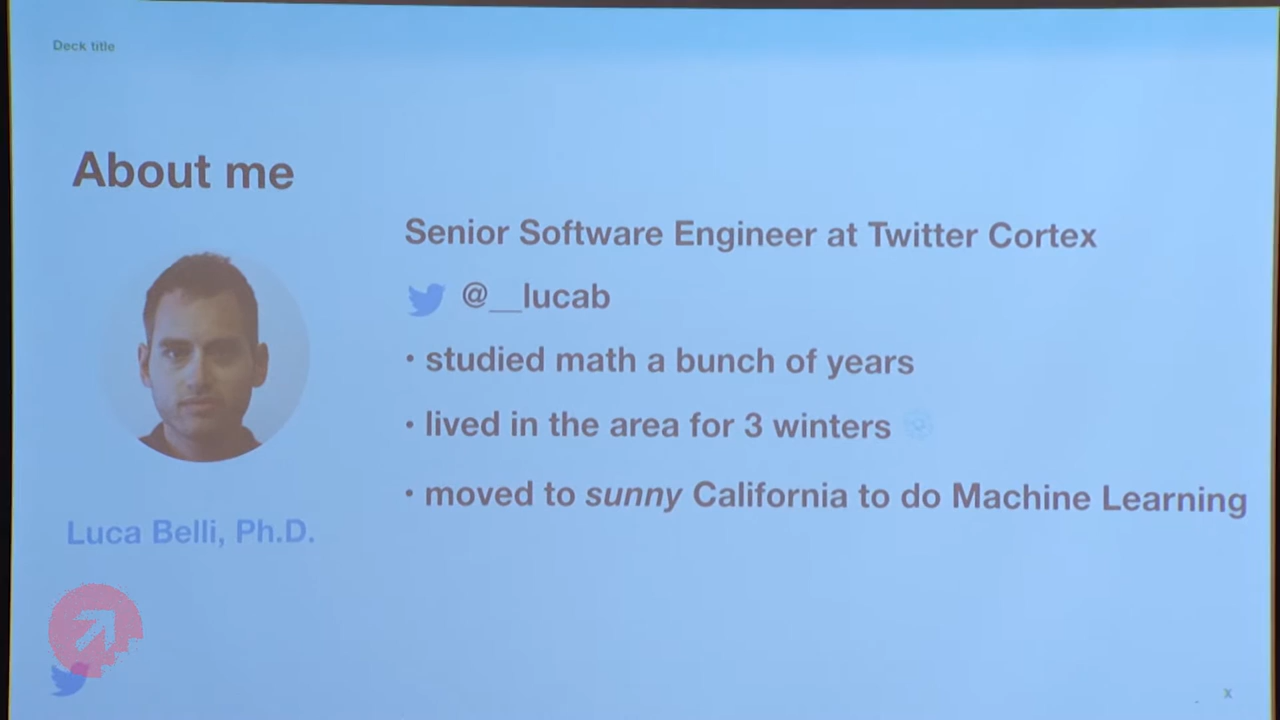 Deck title
About me
Senior Software Engineer at Twitter Cortex
@__lucab
• studied math a bunch of years
• lived in the area for 3 winters
• moved to sunny California to do Machine Learning
Luca Belli, Ph.D.
X